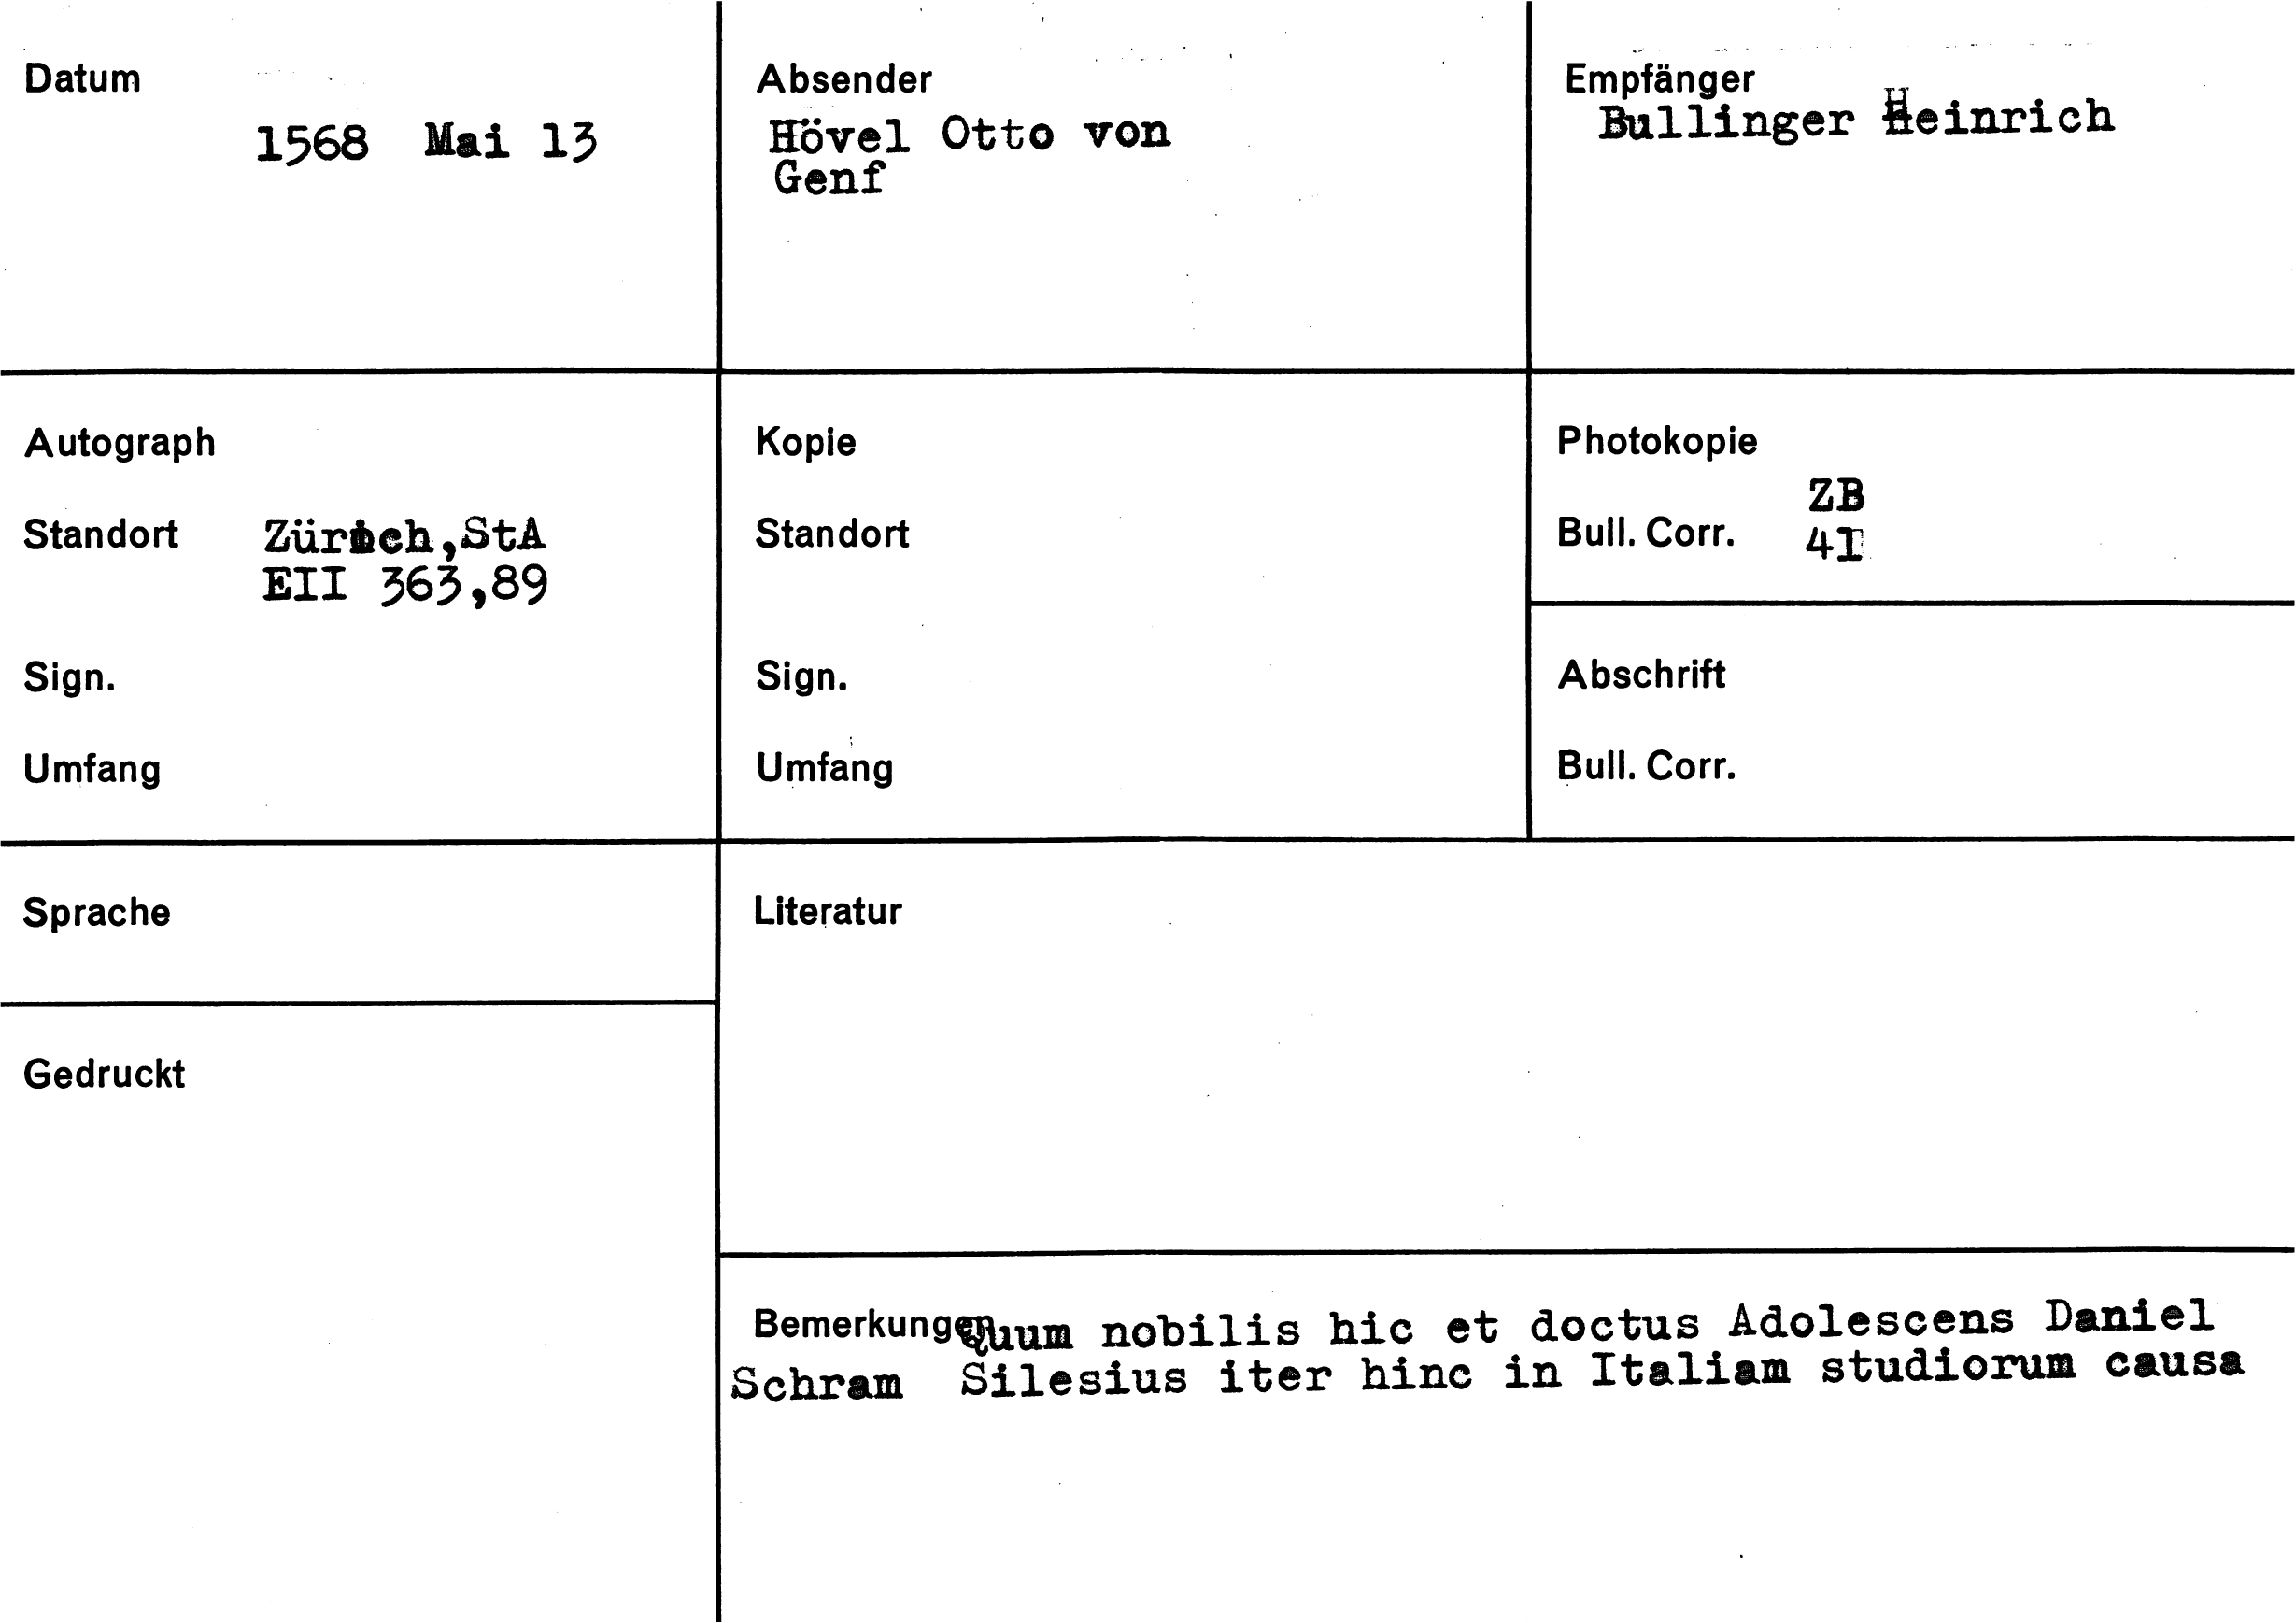 Datum
1568 Mai 13
Absender
Hövel Otto von
Genf
Empfänger
Bullinger Heinrich
Autograph
Standort Zürich,StA
EII 363,89
Sign.
Umfang
Kopie
Standort
Sign.
Umfang
Photokopie
ZB
Bull. Corr. 41
Abschrift
Bull. Corr.
Sprache
Gedruckt
Literatur
Bemerkungen Quum nobilis hic et doctus Adolescens Daniel
Schram Silesius iter hinc in Italiam studiorum causa